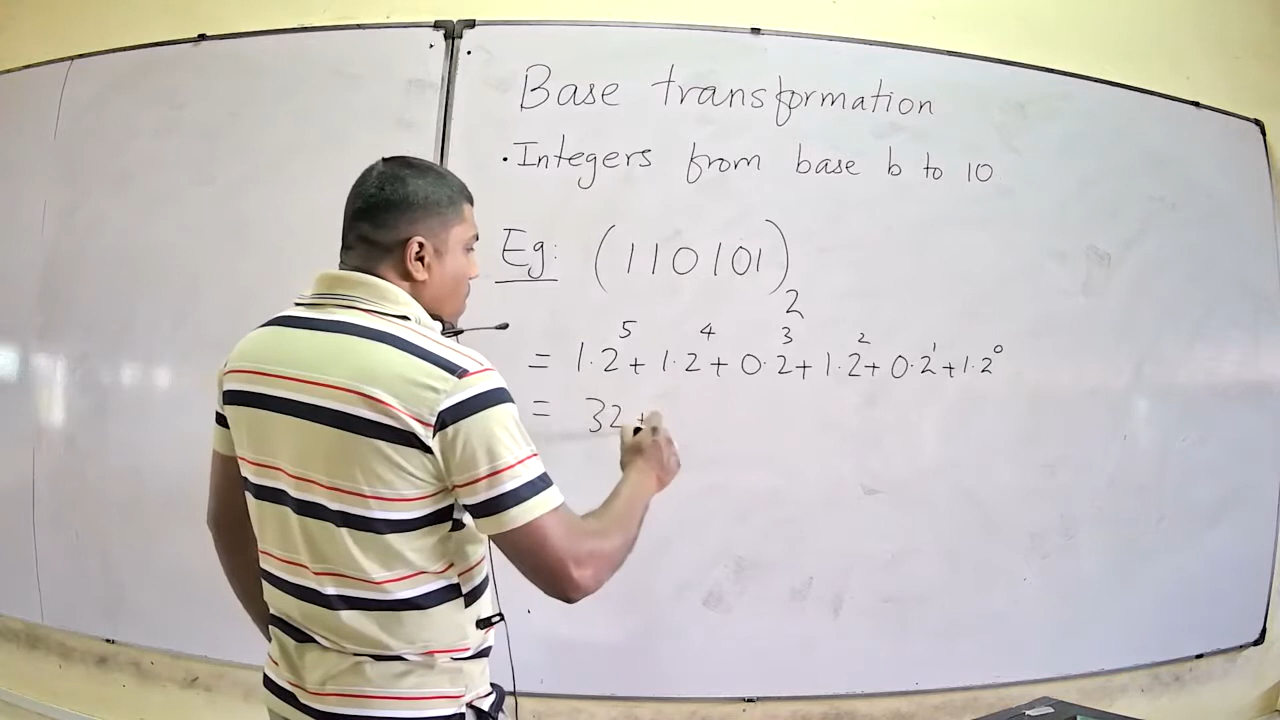 Base transformation
· Integers from base b to 10
Eg: (110101)₂
= 1·2⁵ + 1·2⁴ + 0·2³ + 1·2² + 0·2¹ + 1·2⁰
= 32 +